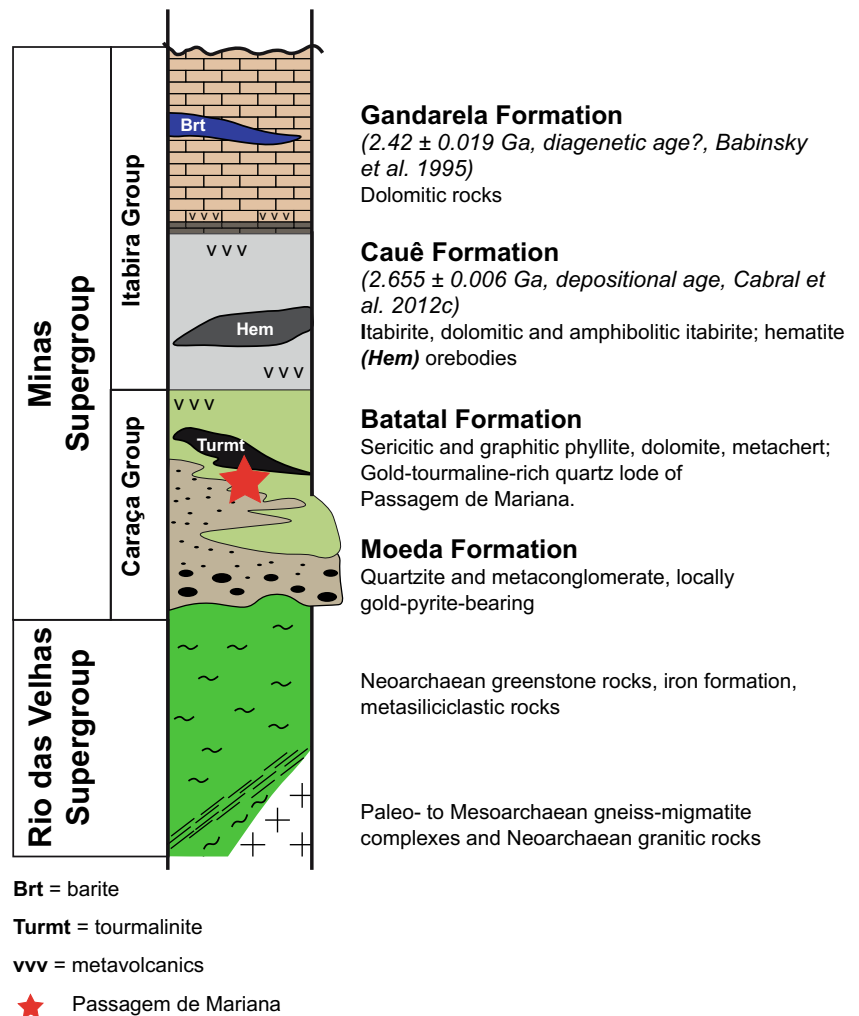 Minas
Supergroup
Rio das Velhas
Supergroup
Itabira Group
Caraça Group
Brt
v v v
v v v
v v v
Hem
v v v
v v v
Turmt
Gandarela Formation
(2.42 ± 0.019 Ga, diagenetic age?, Babinsky
et al. 1995)
Dolomitic rocks
Cauê Formation
(2.655 ± 0.006 Ga, depositional age, Cabral et
al. 2012c)
Itabirite, dolomitic and amphibolitic itabirite; hematite
(Hem) orebodies
Batatal Formation
Sericitic and graphitic phyllite, dolomite, metachert;
Gold-tourmaline-rich quartz lode of
Passagem de Mariana.
Moeda Formation
Quartzite and metaconglomerate, locally
gold-pyrite-bearing
Neoarchaean greenstone rocks, iron formation,
metasiliciclastic rocks
Paleo- to Mesoarchaean gneiss-migmatite
complexes and Neoarchaean granitic rocks
Brt = barite
Turmt = tourmalinite
vvv = metavolcanics
Passagem de Mariana